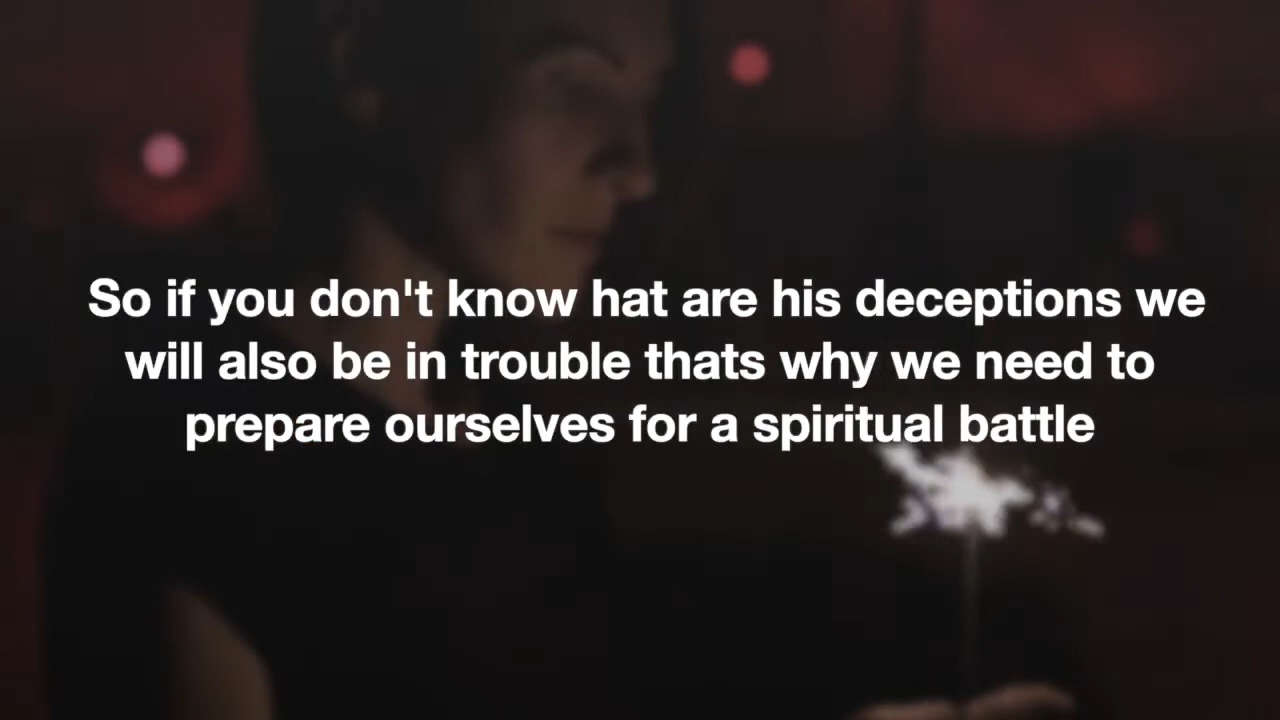 So if you don't know hat are his deceptions we
will also be in trouble thats why we need to
prepare ourselves for a spiritual battle